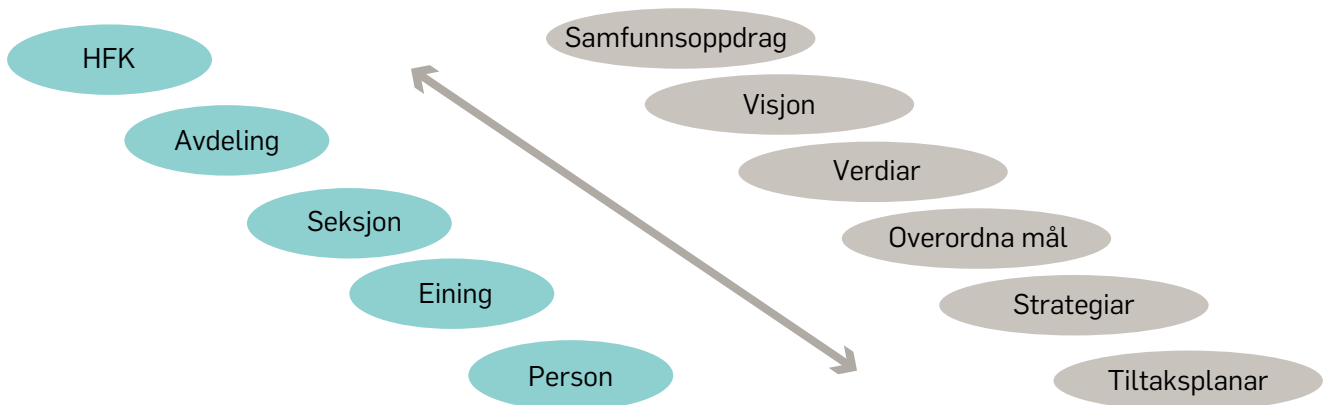 HFK
Avdeling
Seksjon
Eining
Person
Samfunnsoppdrag
Visjon
Verdiar
Overordna mål
Strategiar
Tiltaksplanar